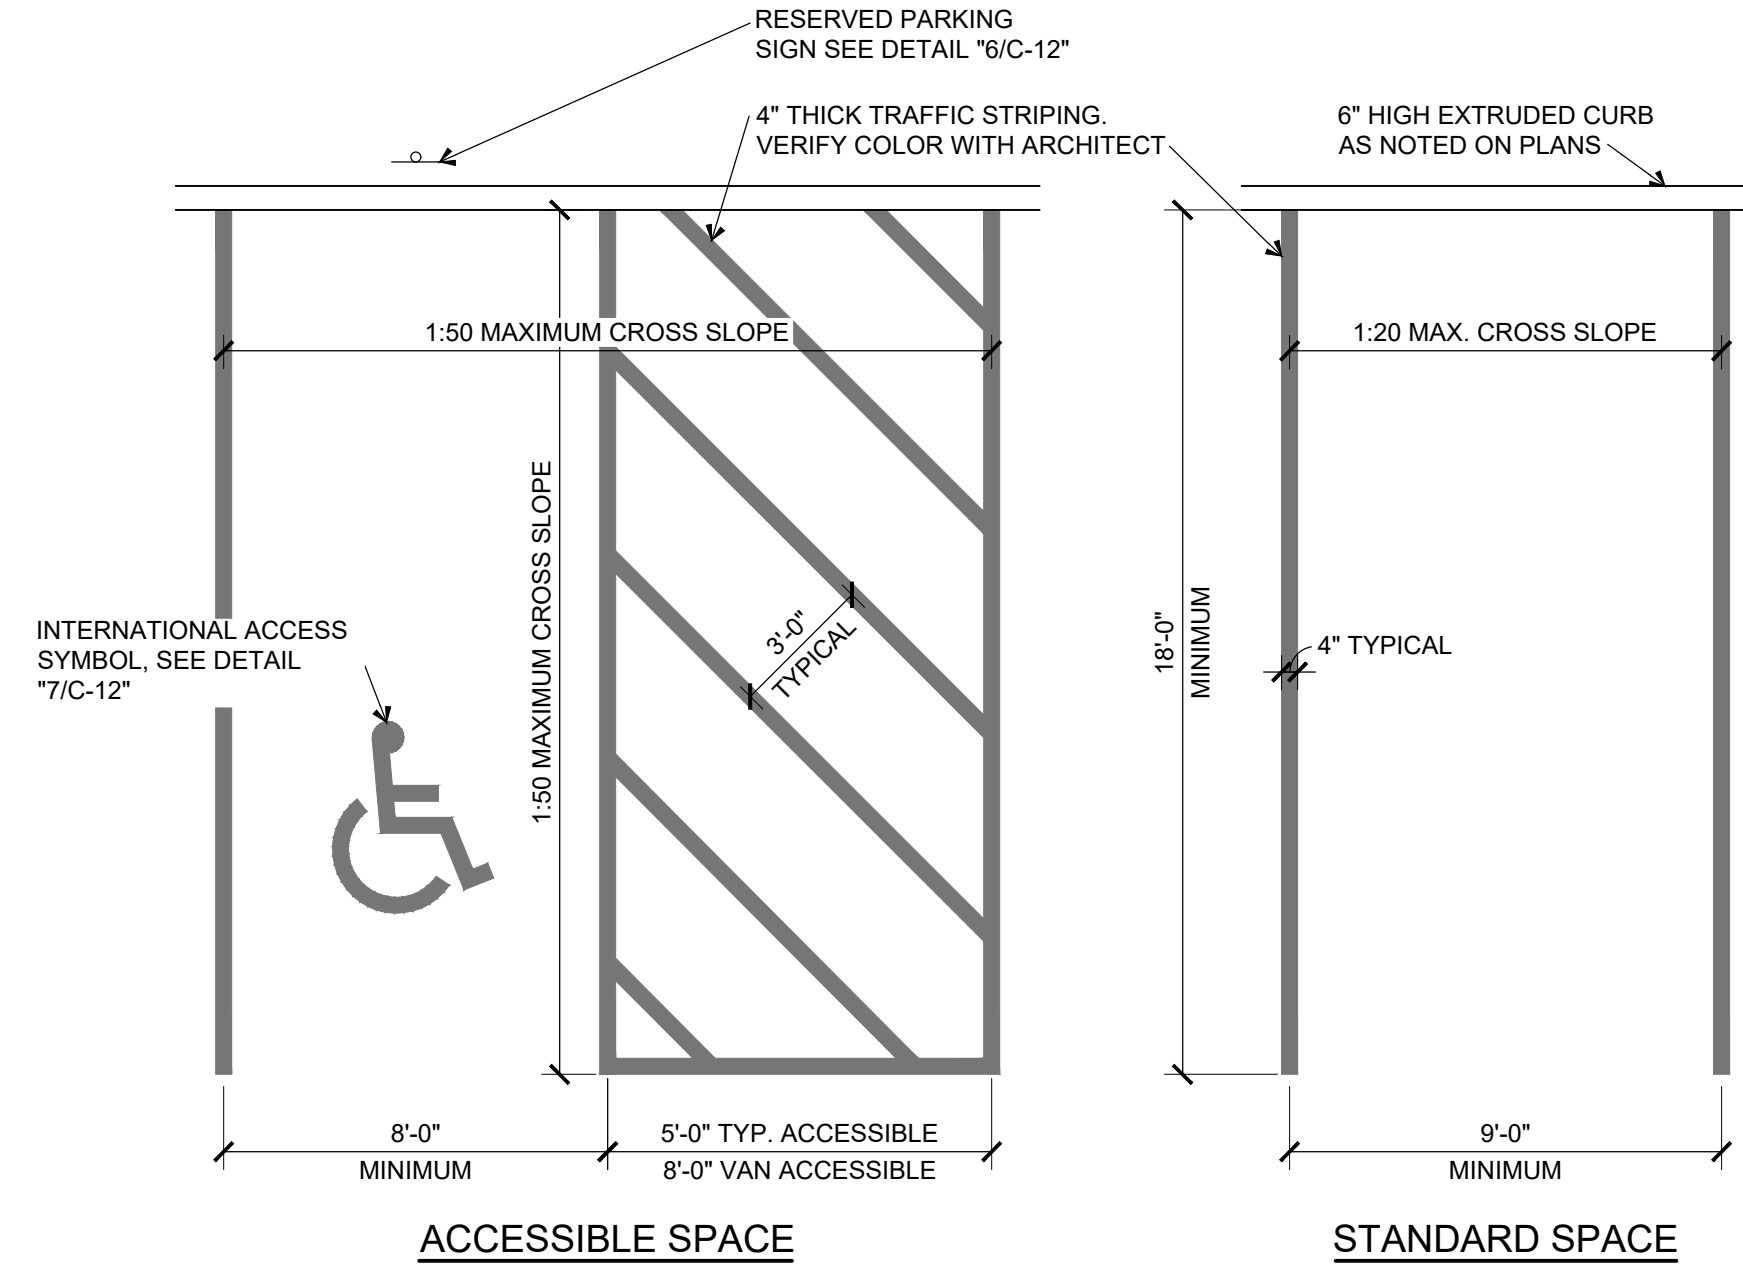 RESERVED PARKING
SIGN SEE DETAIL "6/C-12"
4" THICK TRAFFIC STRIPING.
VERIFY COLOR WITH ARCHITECT
6" HIGH EXTRUDED CURB
AS NOTED ON PLANS
1:50 MAXIMUM CROSS SLOPE
1:20 MAX. CROSS SLOPE
1:50 MAXIMUM CROSS SLOPE
3'-0"
TYPICAL
18'-0"
MINIMUM
INTERNATIONAL ACCESS
SYMBOL, SEE DETAIL
"7/C-12"
4" TYPICAL
8'-0"
MINIMUM
5'-0" TYP. ACCESSIBLE
8'-0" VAN ACCESSIBLE
9'-0"
MINIMUM
ACCESSIBLE SPACE
STANDARD SPACE